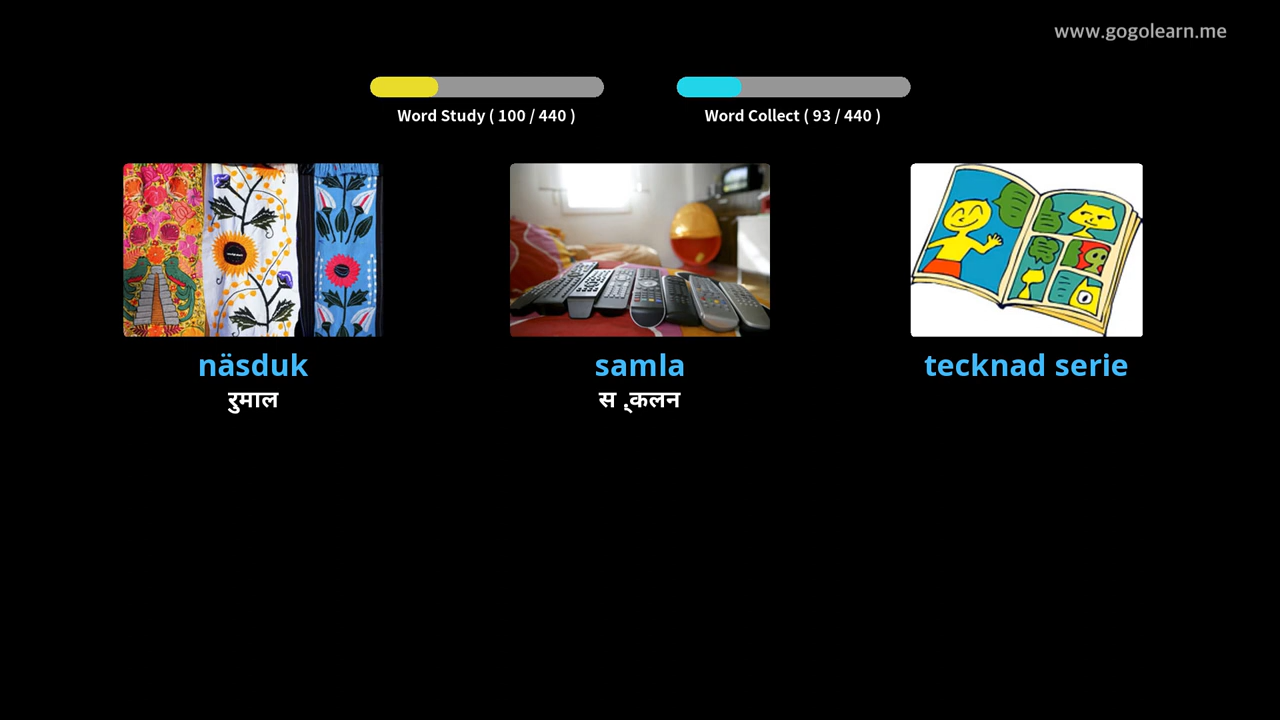 www.gogolearn.me
Word Study ( 100 / 440 )
Word Collect ( 93 / 440 )
näsduk
samla
tecknad serie
रुमाल
स ्ंकलन